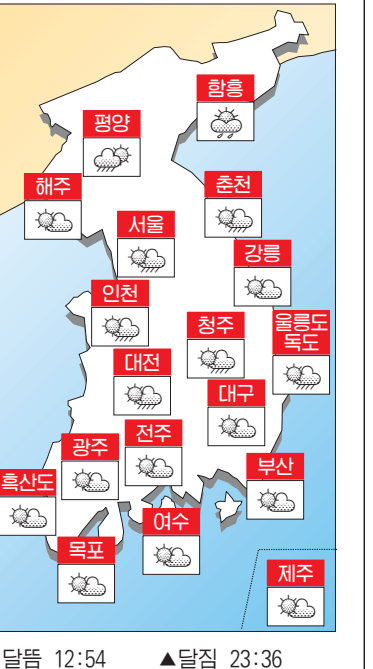 함흥
평양
해주
춘천
서울
강릉
인천
청주
울릉도
독도
대전
대구
전주
광주
부산
흑산도
여수
목포
제주
달뜸 12:54 ▲달짐 23:36